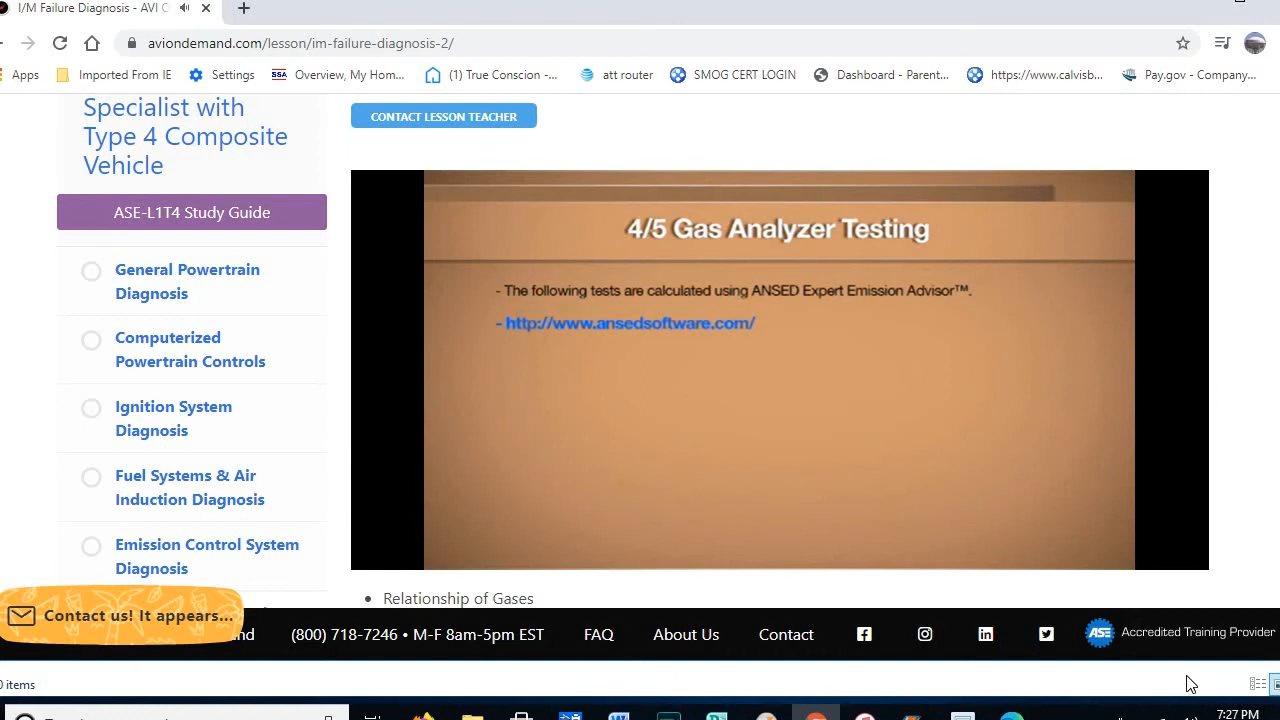 I/M Failure Diagnosis - AVI O
aviondemand.com/lesson/im-failure-diagnosis-2/
Apps
Imported From IE
Settings
SSA
Overview, My Hom...
(1) True Conscion -...
att router
SMOG CERT LOGIN
Dashboard - Parent...
https://www.calvisb...
Pay.gov - Company...
Specialist with
Type 4 Composite
Vehicle
ASE-L1T4 Study Guide
General Powertrain
Diagnosis
Computerized
Powertrain Controls
Ignition System
Diagnosis
Fuel Systems & Air
Induction Diagnosis
Emission Control System
Diagnosis
CONTACT LESSON TEACHER
4/5 Gas Analyzer Testing
- The following tests are calculated using ANSED Expert Emission Advisor™.
- http://www.ansedsoftware.com/
Relationship of Gases
Contact us! It appears...
(800) 718-7246 • M-F 8am-5pm EST
FAQ
About Us
Contact
ASE
Accredited Training Provider
items
7:27 PM